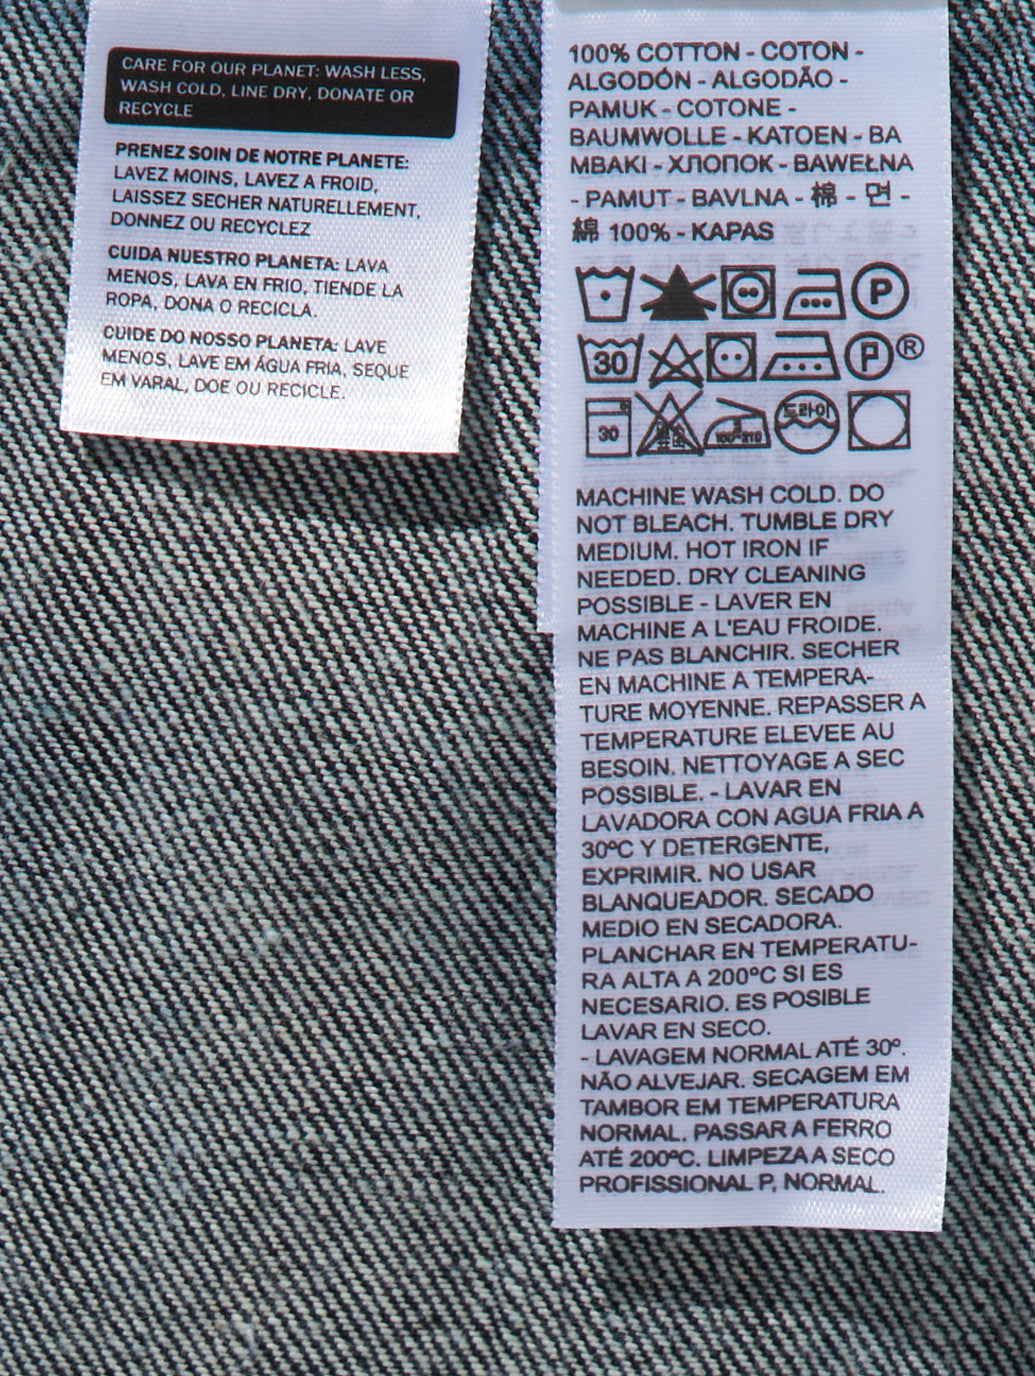 CARE FOR OUR PLANET: WASH LESS,
WASH COLD, LINE DRY, DONATE OR
RECYCLE
PRENEZ SOIN DE NOTRE PLANETE:
LAVEZ MOINS, LAVEZ A FROID,
LAISSEZ SECHER NATURELLEMENT,
DONNEZ OU RECYCLEZ
CUIDA NUESTRO PLANETA: LAVA
MENOS, LAVA EN FRIO, TIENDE LA
ROPA, DONA O RECICLA.
CUIDE DO NOSSO PLANETA: LAVE
MENOS, LAVE EM ÁGUA FRIA, SEQUE
EM VARAL, DOE OU RECICLE.
100% COTTON - COTON -
ALGODÓN - ALGODÃO -
PAMUK - COTONE -
BAUMWOLLE - KATOEN - BA
MBAKI - ХЛОПОК - BAWEŁNA
- PAMUT - BAVLNA - 棉 - 면 -
綿 100% - KAPAS
P
30 P ®
30 100-210 드라이
MACHINE WASH COLD. DO
NOT BLEACH. TUMBLE DRY
MEDIUM. HOT IRON IF
NEEDED. DRY CLEANING
POSSIBLE - LAVER EN
MACHINE A L'EAU FROIDE.
NE PAS BLANCHIR. SECHER
EN MACHINE A TEMPERA-
TURE MOYENNE. REPASSER A
TEMPERATURE ELEVEE AU
BESOIN. NETTOYAGE A SEC
POSSIBLE. - LAVAR EN
LAVADORA CON AGUA FRIA A
30ºC Y DETERGENTE,
EXPRIMIR. NO USAR
BLANQUEADOR. SECADO
MEDIO EN SECADORA.
PLANCHAR EN TEMPERATU-
RA ALTA A 200ºC SI ES
NECESARIO. ES POSIBLE
LAVAR EN SECO.
- LAVAGEM NORMAL ATÉ 30º.
NÃO ALVEJAR. SECAGEM EM
TAMBOR EM TEMPERATURA
NORMAL. PASSAR A FERRO
ATÉ 200ºC. LIMPEZA A SECO
PROFISSIONAL P, NORMAL.